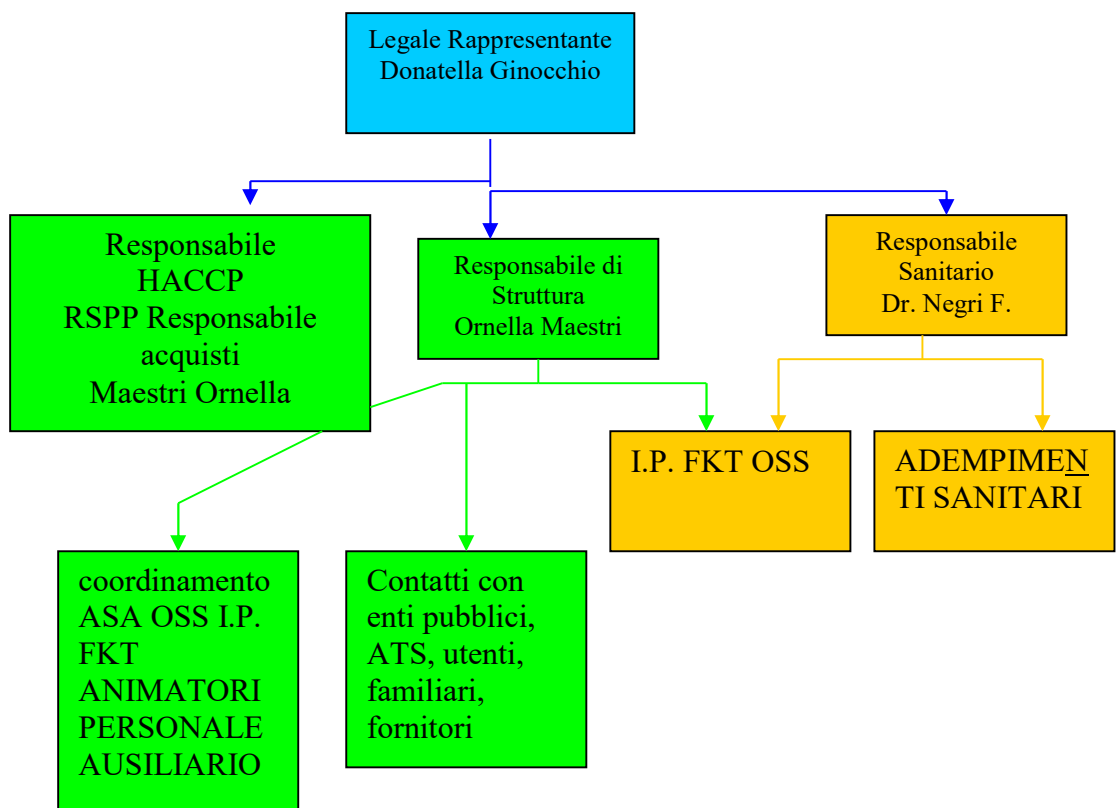 Legale Rappresentante
Donatella Ginocchio
Responsabile
HACCP
RSPP Responsabile
acquisti
Maestri Ornella
Responsabile di
Struttura
Ornella Maestri
Responsabile
Sanitario
Dr. Negri F.
I.P. FKT OSS
ADEMPIMEN
TI SANITARI
coordinamento
ASA OSS I.P.
FKT
ANIMATORI
PERSONALE
AUSILIARIO
Contatti con
enti pubblici,
ATS, utenti,
familiari,
fornitori